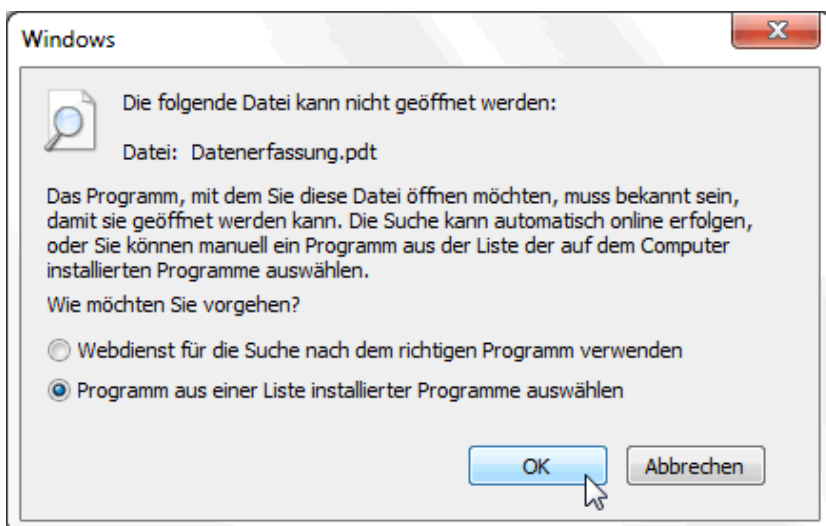 Windows
Die folgende Datei kann nicht geöffnet werden:
Datei: Datenerfassung.pdt
Das Programm, mit dem Sie diese Datei öffnen möchten, muss bekannt sein,
damit sie geöffnet werden kann. Die Suche kann automatisch online erfolgen,
oder Sie können manuell ein Programm aus der Liste der auf dem Computer
installierten Programme auswählen.
Wie möchten Sie vorgehen?
Webdienst für die Suche nach dem richtigen Programm verwenden
Programm aus einer Liste installierter Programme auswählen
OK Abbrechen